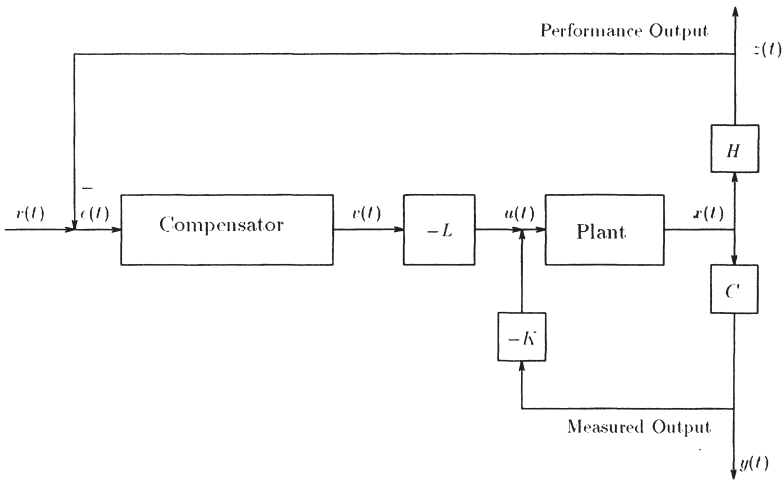 Performance Output
z(t)
H
−
r(t)
e(t)
Compensator
v(t)
−L
u(t)
Plant
x(t)
C
−K
Measured Output
y(t)